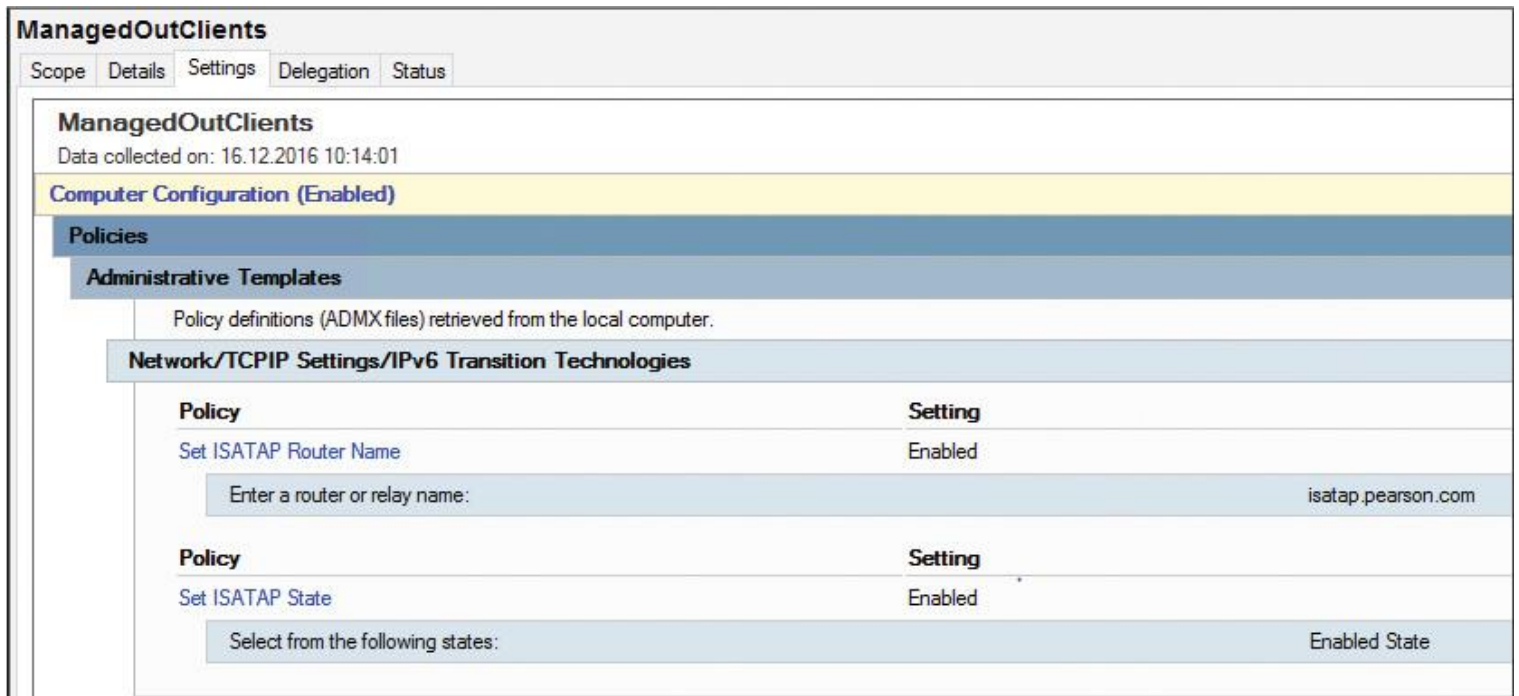 ManagedOutClients
Scope Details Settings Delegation Status
ManagedOutClients
Data collected on: 16.12.2016 10:14:01
Computer Configuration (Enabled)
Policies
Administrative Templates
Policy definitions (ADMX files) retrieved from the local computer.
Network/TCPIP Settings/IPv6 Transition Technologies
Policy Setting
Set ISATAP Router Name Enabled
Enter a router or relay name: isatap.pearson.com
Policy Setting
Set ISATAP State Enabled
Select from the following states: Enabled State